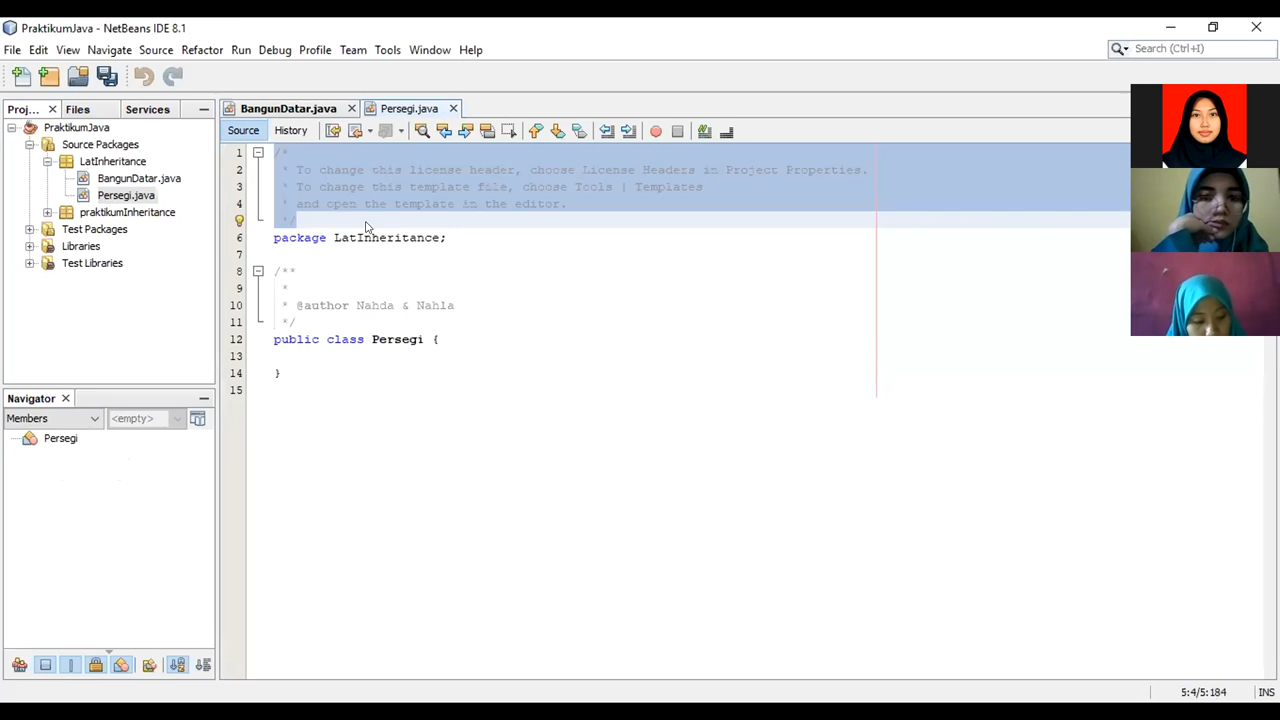 PraktikumJava - NetBeans IDE 8.1
File Edit View Navigate Source Refactor Run Debug Profile Team Tools Window Help
Search (Ctrl+I)
Proj... Files Services
BangunDatar.java Persegi.java
Source History
PraktikumJava
Source Packages
LatInheritance
BangunDatar.java
Persegi.java
praktikumInheritance
Test Packages
Libraries
Test Libraries
1 /*
2 * To change this license header, choose License Headers in Project Properties.
3 * To change this template file, choose Tools | Templates
4 * and open the template in the editor.
*/
6 package LatInheritance;
7
8 /**
9 *
10 * @author Nahda & Nahla
11 */
12 public class Persegi {
13
14 }
15
Navigator
Members <empty>
Persegi
5:4/5:184 INS